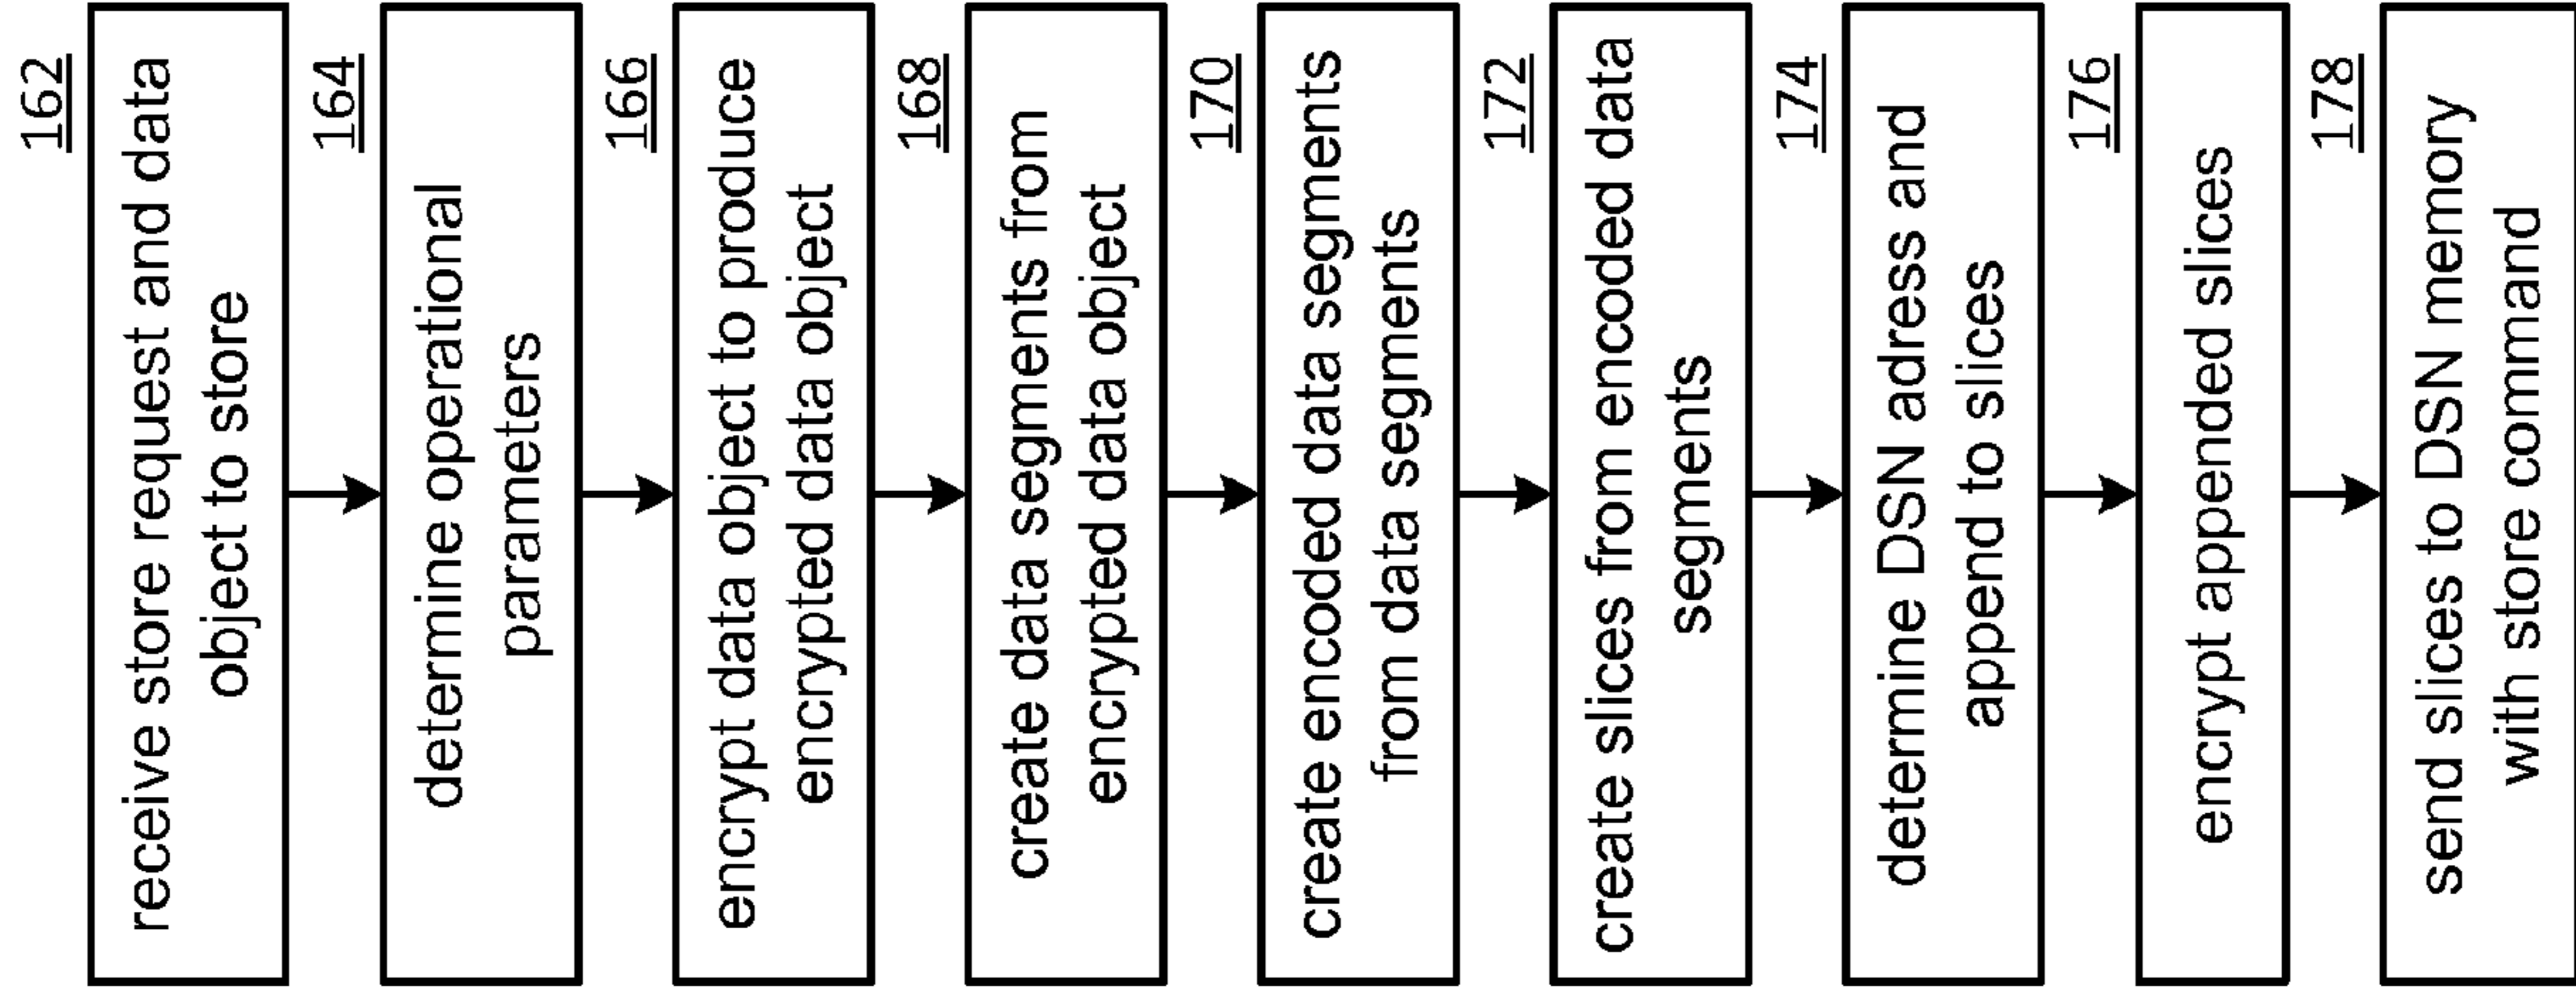 162
receive store request and data
object to store
164
determine operational
parameters
166
encrypt data object to produce
encrypted data object
168
create data segments from
encrypted data object
170
create encoded data segments
from data segments
172
create slices from encoded data
segments
174
determine DSN adress and
append to slices
176
encrypt appended slices
178
send slices to DSN memory
with store command